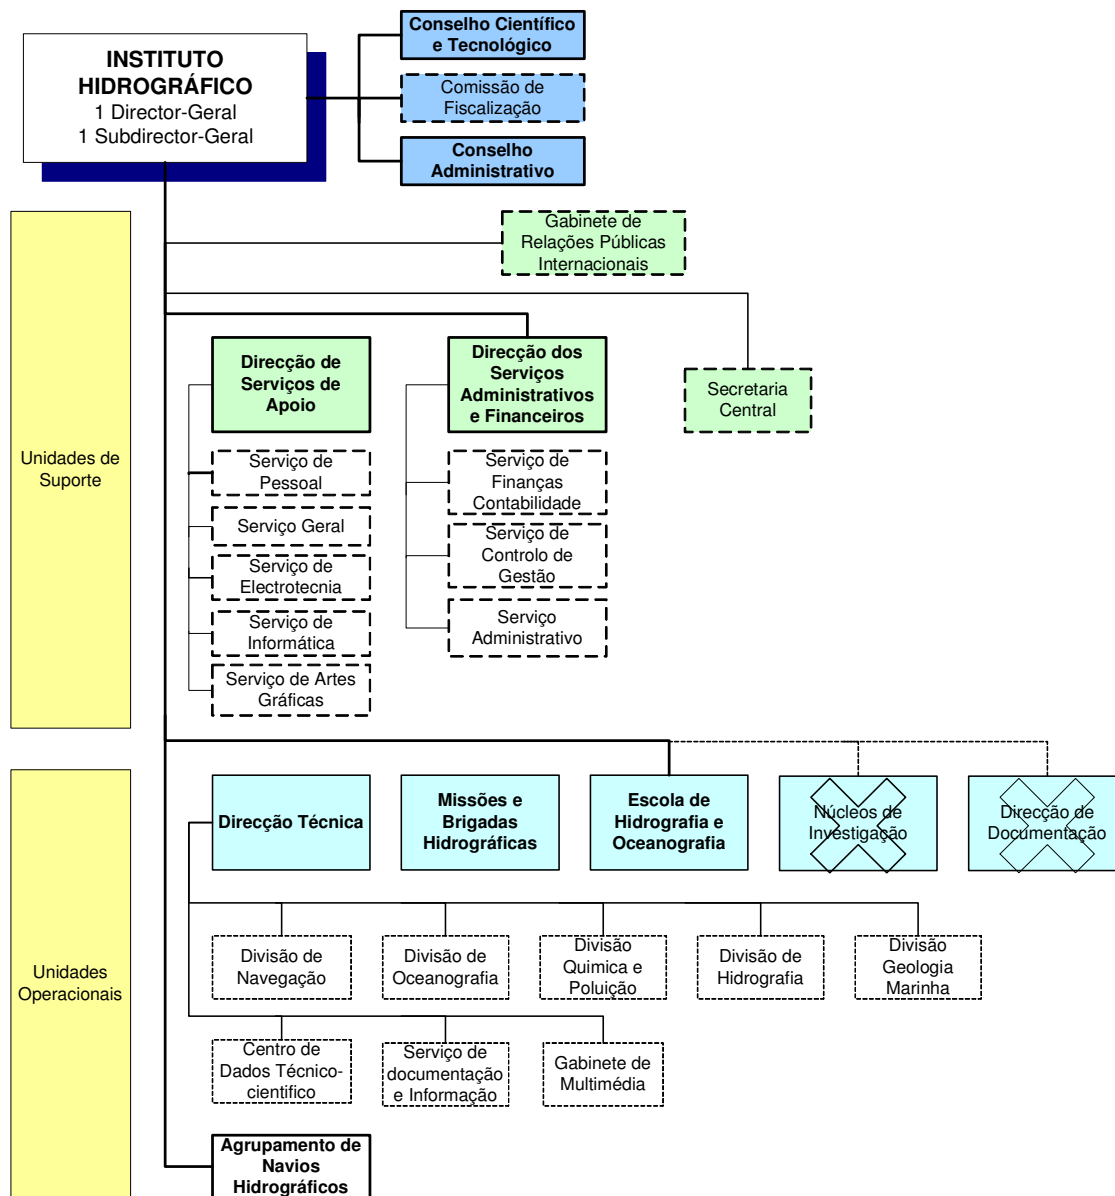 INSTITUTO
HIDROGRÁFICO
1 Director-Geral
1 Subdirector-Geral
Conselho Científico
e Tecnológico
Comissão de
Fiscalização
Conselho
Administrativo
Gabinete de
Relações Públicas
Internacionais
Unidades de
Suporte
Direcção de
Serviços de
Apoio
Direcção dos
Serviços
Administrativos
e Financeiros
Secretaria
Central
Serviço de
Pessoal
Serviço Geral
Serviço de
Electrotecnia
Serviço de
Informática
Serviço de Artes
Gráficas
Serviço de
Finanças
Contabilidade
Serviço de
Controlo de
Gestão
Serviço
Administrativo
Unidades
Operacionais
Direcção Técnica
Missões e
Brigadas
Hidrográficas
Escola de
Hidrografia e
Oceanografia
Núcleos de
Investigação
Direcção de
Documentação
Divisão de
Navegação
Divisão de
Oceanografia
Divisão
Quimica e
Poluição
Divisão de
Hidrografia
Divisão
Geologia
Marinha
Centro de
Dados Técnico-
cientifico
Serviço de
documentação
e Informação
Gabinete de
Multimédia
Agrupamento de
Navios
Hidrográficos